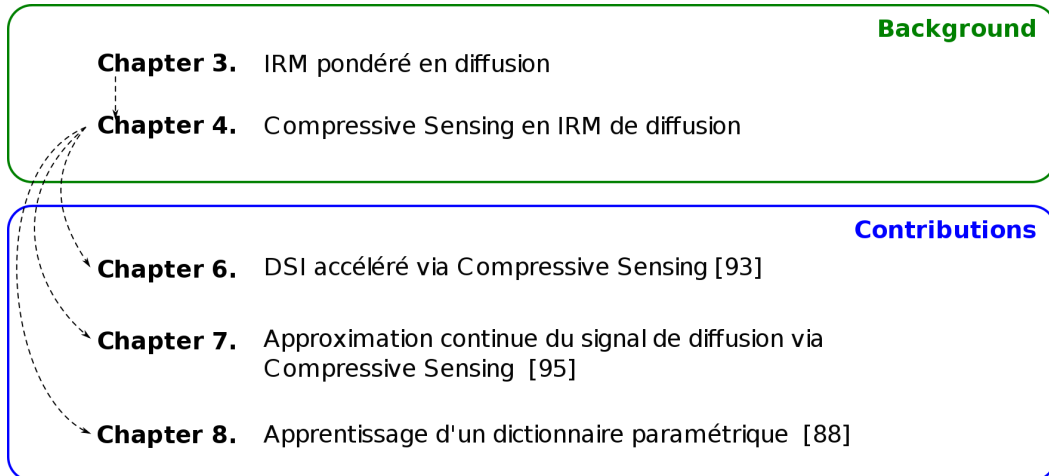 Background
Chapter 3. IRM pondéré en diffusion
Chapter 4. Compressive Sensing en IRM de diffusion
Contributions
Chapter 6. DSI accéléré via Compressive Sensing [93]
Chapter 7. Approximation continue du signal de diffusion via
Compressive Sensing [95]
Chapter 8. Apprentissage d'un dictionnaire paramétrique [88]